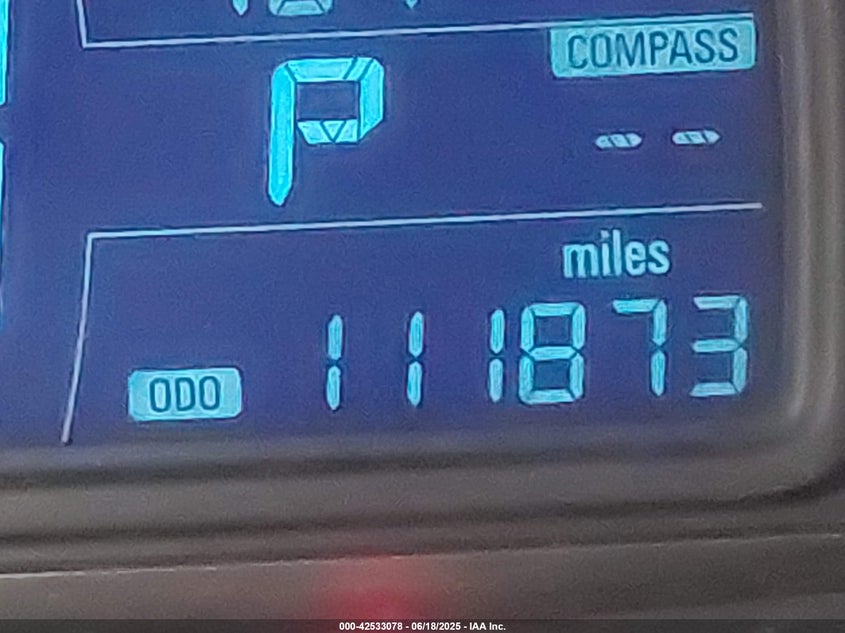 COMPASS
P
-- --
miles
ODO 111873
000-42533078 - 06/18/2025 - IAA Inc.